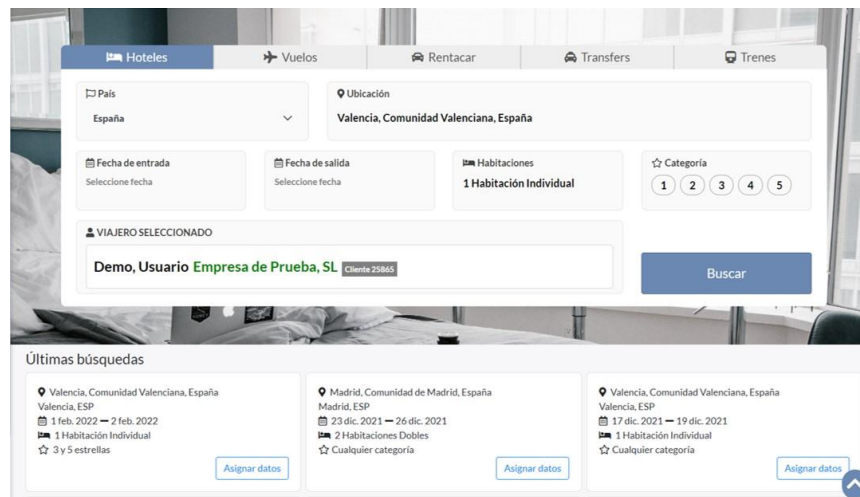 Hoteles
Vuelos
Rentacar
Transfers
Trenes
País
España
Ubicación
Valencia, Comunidad Valenciana, España
Fecha de entrada
Seleccione fecha
Fecha de salida
Seleccione fecha
Habitaciones
1 Habitación Individual
Categoría
1 2 3 4 5
VIAJERO SELECCIONADO
Demo, Usuario Empresa de Prueba, SL Cliente 25865
Buscar
Últimas búsquedas
Valencia, Comunidad Valenciana, España
Valencia, ESP
1 feb. 2022 — 2 feb. 2022
1 Habitación Individual
3 y 5 estrellas
Asignar datos
Madrid, Comunidad de Madrid, España
Madrid, ESP
23 dic. 2021 — 26 dic. 2021
2 Habitaciones Dobles
Cualquier categoría
Asignar datos
Valencia, Comunidad Valenciana, España
Valencia, ESP
17 dic. 2021 — 19 dic. 2021
1 Habitación Individual
Cualquier categoría
Asignar datos